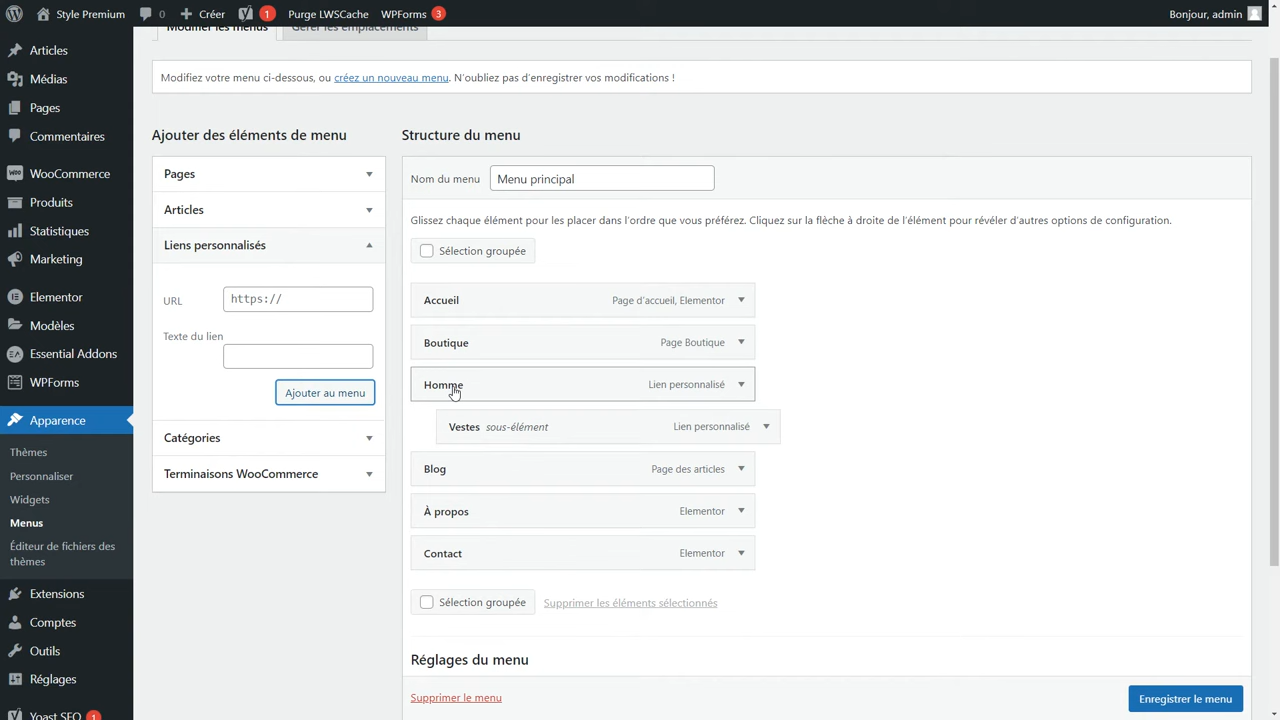 Style Premium 0 Créer 1 Purge LWSCache WPForms 3 Bonjour, admin
Modifier les menus Gérer les emplacements
Articles
Médias
Pages
Commentaires
WooCommerce
Produits
Statistiques
Marketing
Elementor
Modèles
Essential Addons
WPForms
Apparence
Thèmes
Personnaliser
Widgets
Menus
Éditeur de fichiers des
thèmes
Extensions
Comptes
Outils
Réglages
Yoast SEO 1
Modifiez votre menu ci-dessous, ou créez un nouveau menu. N’oubliez pas d’enregistrer vos modifications !
Ajouter des éléments de menu
Pages
Articles
Liens personnalisés
URL https://
Texte du lien
Ajouter au menu
Catégories
Terminaisons WooCommerce
Structure du menu
Nom du menu Menu principal
Glissez chaque élément pour les placer dans l’ordre que vous préférez. Cliquez sur la flèche à droite de l’élément pour révéler d’autres options de configuration.
Sélection groupée
Accueil Page d’accueil, Elementor
Boutique Page Boutique
Homme Lien personnalisé
Vestes sous-élément Lien personnalisé
Blog Page des articles
À propos Elementor
Contact Elementor
Sélection groupée Supprimer les éléments sélectionnés
Réglages du menu
Supprimer le menu Enregistrer le menu